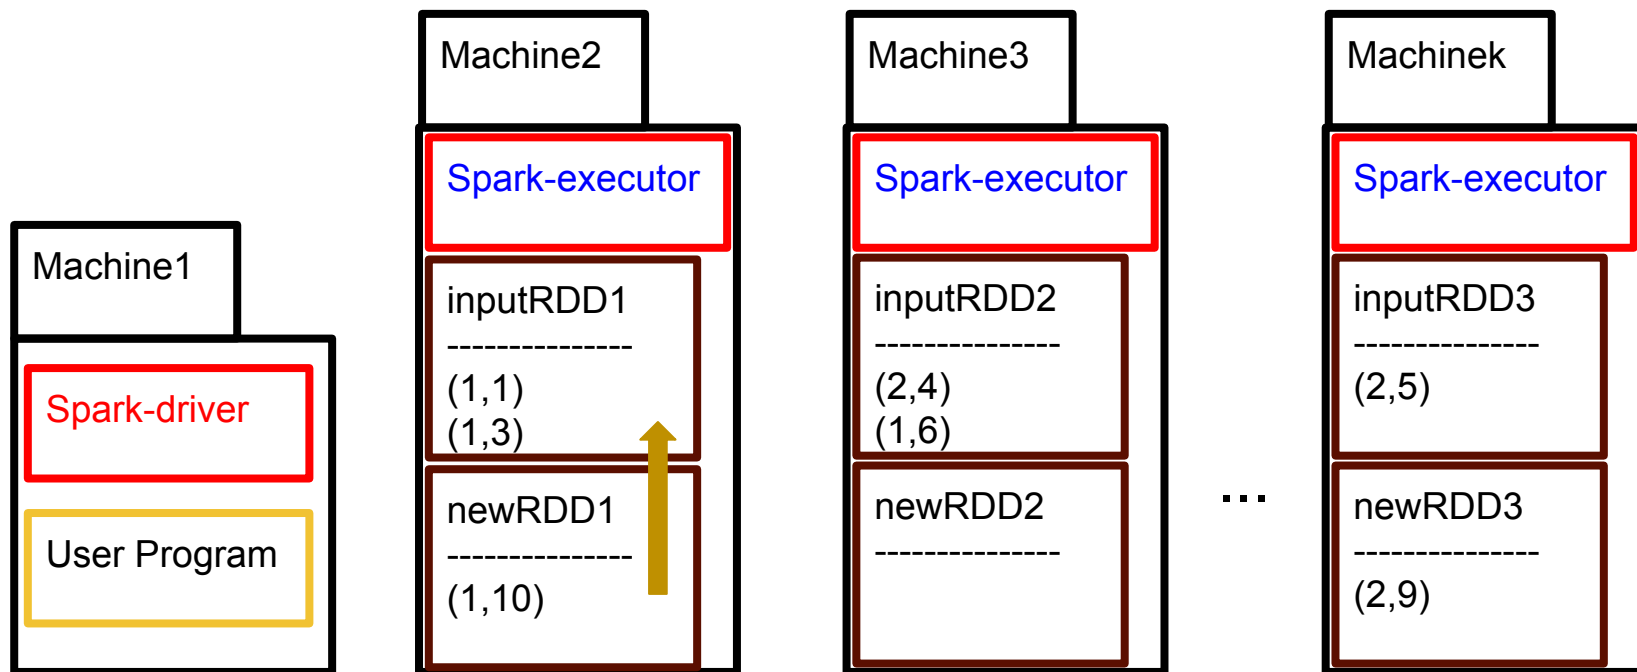 Machine1
Spark-driver
User Program
Machine2
Spark-executor
inputRDD1
---------------
(1,1)
(1,3)
newRDD1
---------------
(1,10)
Machine3
Spark-executor
inputRDD2
---------------
(2,4)
(1,6)
newRDD2
---------------
...
Machinek
Spark-executor
inputRDD3
---------------
(2,5)
newRDD3
---------------
(2,9)